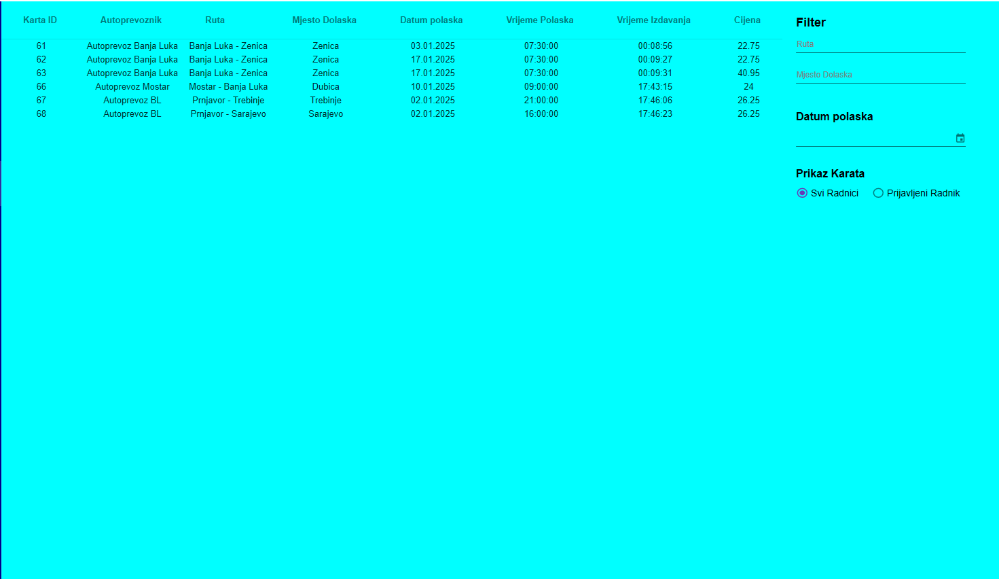 Karta ID Autoprevoznik Ruta Mjesto Dolaska Datum polaska Vrijeme Polaska Vrijeme Izdavanja Cijena
61 Autoprevoz Banja Luka Banja Luka - Zenica Zenica 03.01.2025 07:30:00 00:08:56 22.75
62 Autoprevoz Banja Luka Banja Luka - Zenica Zenica 17.01.2025 07:30:00 00:09:27 22.75
63 Autoprevoz Banja Luka Banja Luka - Zenica Zenica 17.01.2025 07:30:00 00:09:31 40.95
66 Autoprevoz Mostar Mostar - Banja Luka Dubica 10.01.2025 09:00:00 17:43:15 24
67 Autoprevoz BL Prnjavor - Trebinje Trebinje 02.01.2025 21:00:00 17:46:06 26.25
68 Autoprevoz BL Prnjavor - Sarajevo Sarajevo 02.01.2025 16:00:00 17:46:23 26.25
Filter
Ruta
Mjesto Dolaska
Datum polaska
Prikaz Karata
Svi Radnici Prijavljeni Radnik